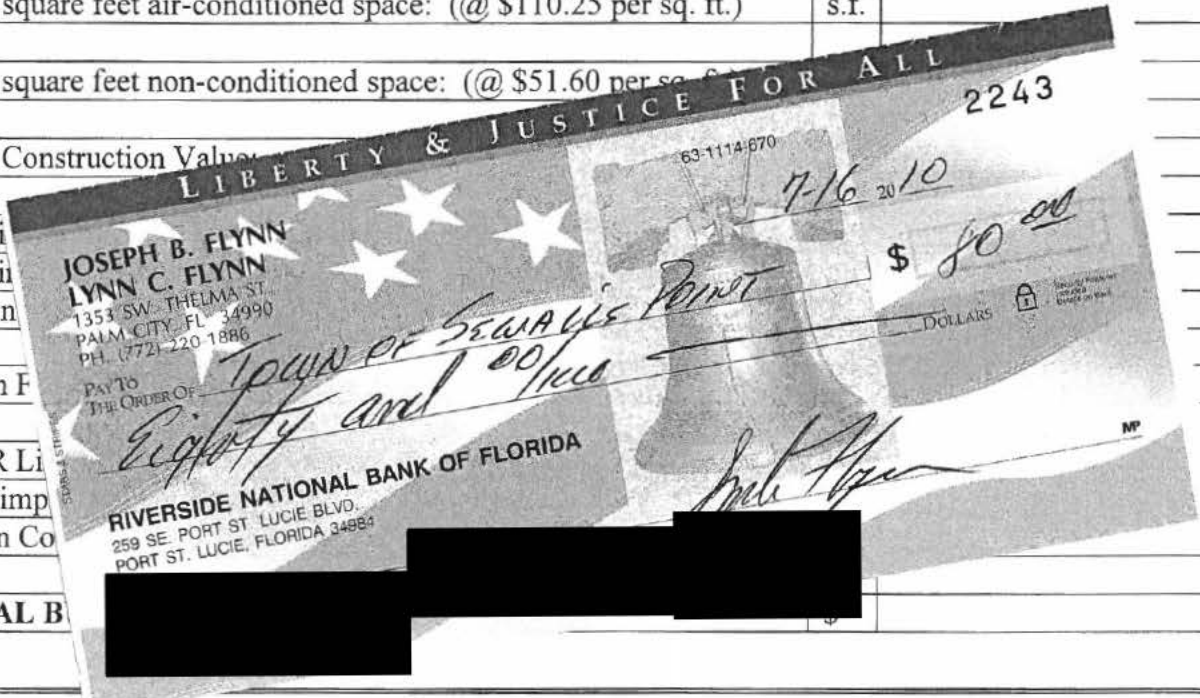 square feet air-conditioned space: (@ $110.25 per sq. ft.) s.f.
square feet non-conditioned space: (@ $51.60 per sq.
Construction Value
LIBERTY & JUSTICE FOR ALL
2243
63-1114-670
7-16 2010
JOSEPH B. FLYNN
LYNN C. FLYNN
1353 SW. THELMA ST.
PALM CITY, FL 34990
PH. (772) 220-1886
$ 80 00
PAY TO THE ORDER OF TOWN OF SEWALLS POINT
Eighty and 00/100 DOLLARS
RIVERSIDE NATIONAL BANK OF FLORIDA
259 SE. PORT ST. LUCIE BLVD.
PORT ST. LUCIE, FLORIDA 34984
MP
n F
R Li
imp
n Co
AL B
$